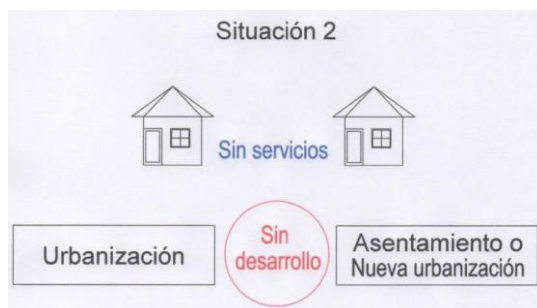 Situación 2
Sin servicios
Urbanización
Sin
desarrollo
Asentamiento o
Nueva urbanización